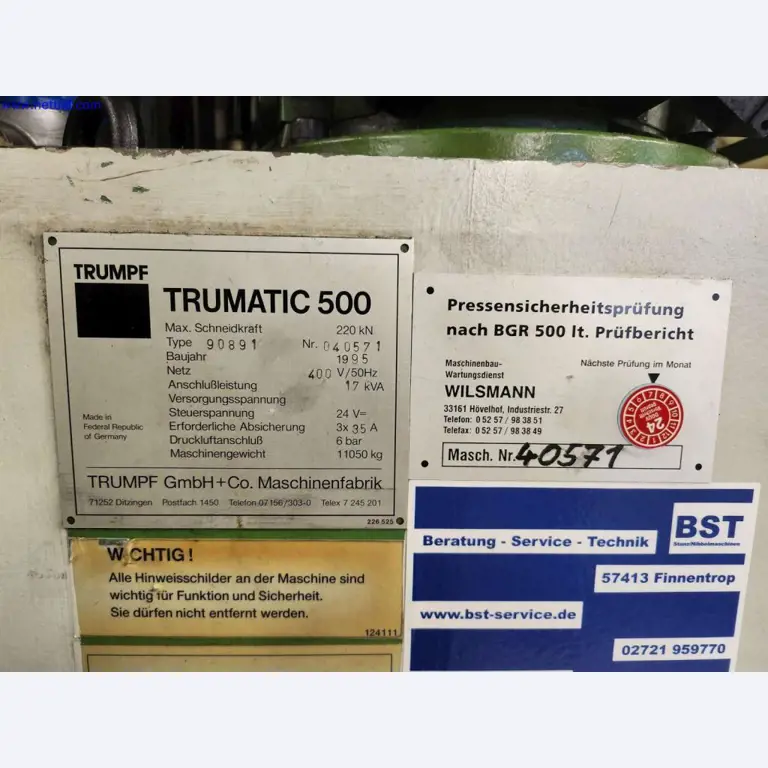 TRUMPF
TRUMATIC 500
Max. Schneidkraft 220 kN
Type 90891 Nr. 040571
Baujahr 1995
Netz 400 V/50Hz
Anschlußleistung 17 kVA
Versorgungsspannung
Steuerspannung 24 V=
Erforderliche Absicherung 3x 35 A
Druckluftanschluß 6 bar
Maschinengewicht 11050 kg
Made in
Federal Republic
of Germany
TRUMPF GmbH+Co. Maschinenfabrik
71252 Ditzingen Postfach 1450 Telefon 07156/303-0 Telex 7 245 201
226 525
Pressensicherheitsprüfung
nach BGR 500 lt. Prüfbericht
Maschinenbau-
Wartungsdienst
Nächste Prüfung im Monat
WILSMANN
33161 Hövelhof, Industriestr. 27
Telefon: 0 52 57 / 98 38 51
Telefax: 0 52 57 / 98 38 49
24
Masch. Nr. 40571
W CHTIG !
Alle Hinweisschilder an der Maschine sind
wichtig für Funktion und Sicherheit.
Sie dürfen nicht entfernt werden.
124111
BST
Stanz/Nibbelmaschinen
Beratung - Service - Technik
57413 Finnentrop
www.bst-service.de
02721 959770